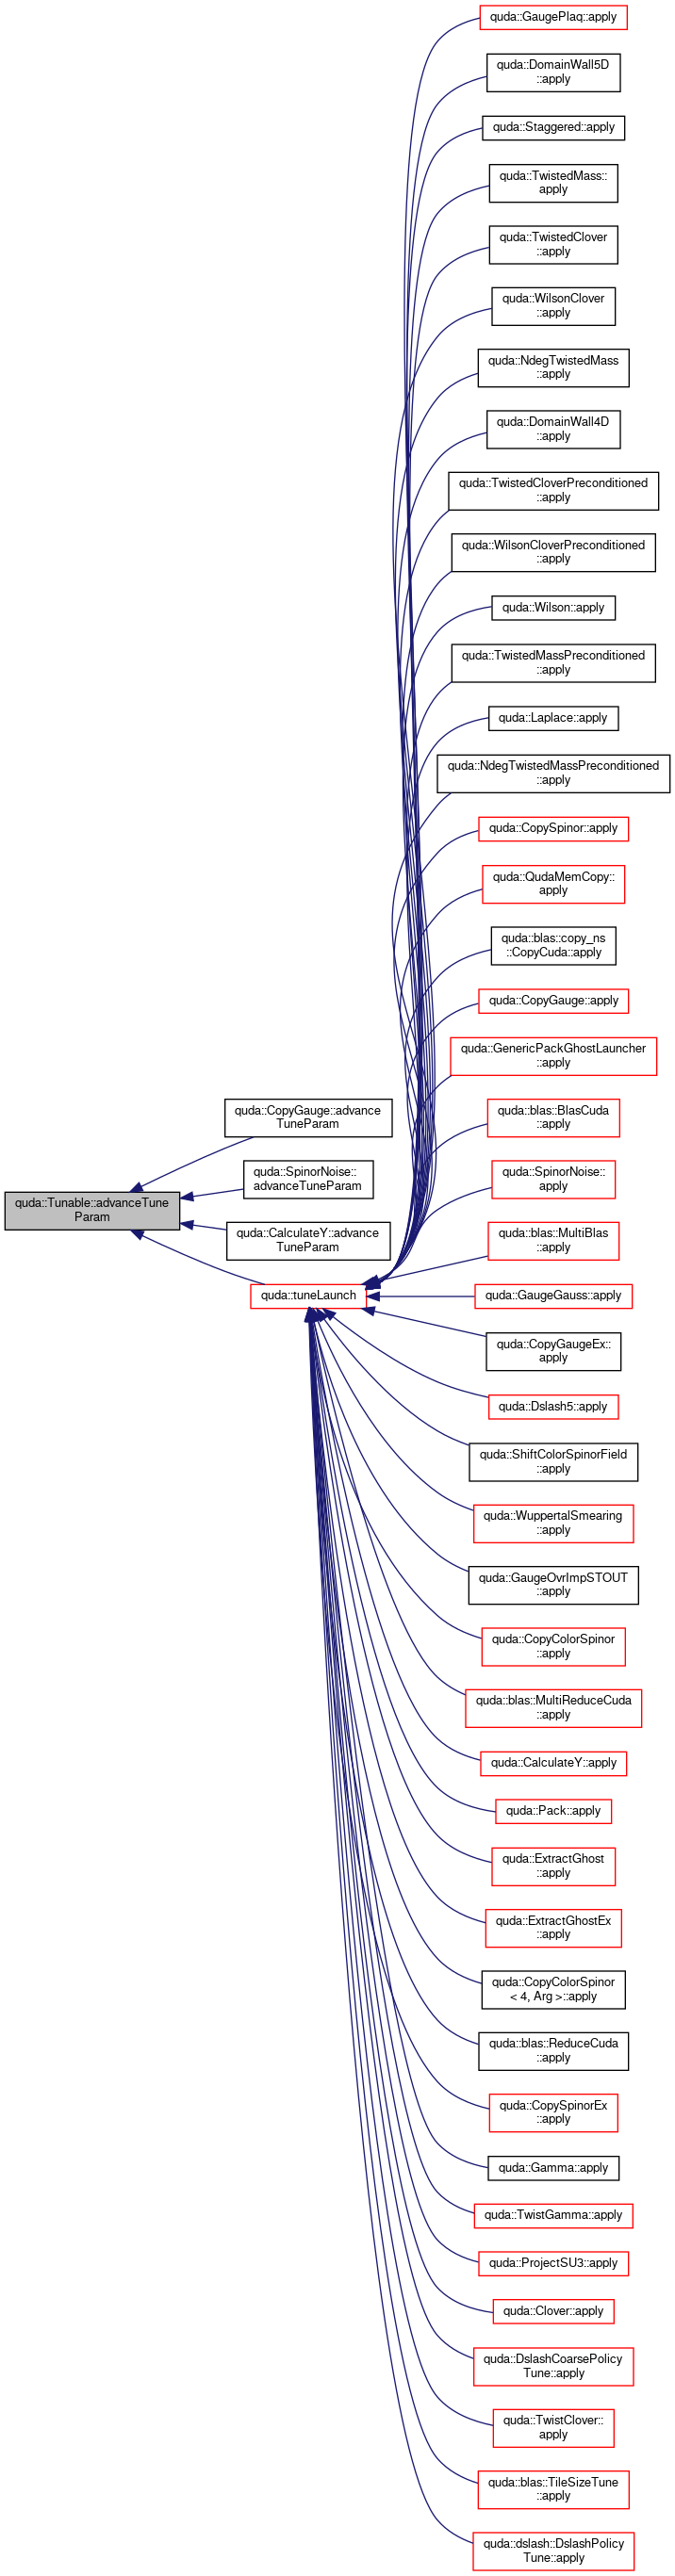 quda::GaugePlaq::apply
quda::DomainWall5D
::apply
quda::Staggered::apply
quda::TwistedMass::
apply
quda::TwistedClover
::apply
quda::WilsonClover
::apply
quda::NdegTwistedMass
::apply
quda::DomainWall4D
::apply
quda::TwistedCloverPreconditioned
::apply
quda::WilsonCloverPreconditioned
::apply
quda::Wilson::apply
quda::TwistedMassPreconditioned
::apply
quda::Laplace::apply
quda::NdegTwistedMassPreconditioned
::apply
quda::CopySpinor::apply
quda::QudaMemCopy::
apply
quda::blas::copy_ns
::CopyCuda::apply
quda::CopyGauge::apply
quda::GenericPackGhostLauncher
::apply
quda::CopyGauge::advance
TuneParam
quda::blas::BlasCuda
::apply
quda::SpinorNoise::
advanceTuneParam
quda::SpinorNoise::
apply
quda::Tunable::advanceTune
Param
quda::CalculateY::advance
TuneParam
quda::blas::MultiBlas
::apply
quda::tuneLaunch
quda::GaugeGauss::apply
quda::CopyGaugeEx::
apply
quda::Dslash5::apply
quda::ShiftColorSpinorField
::apply
quda::WuppertalSmearing
::apply
quda::GaugeOvrImpSTOUT
::apply
quda::CopyColorSpinor
::apply
quda::blas::MultiReduceCuda
::apply
quda::CalculateY::apply
quda::Pack::apply
quda::ExtractGhost
::apply
quda::ExtractGhostEx
::apply
quda::CopyColorSpinor
< 4, Arg >::apply
quda::blas::ReduceCuda
::apply
quda::CopySpinorEx
::apply
quda::Gamma::apply
quda::TwistGamma::apply
quda::ProjectSU3::apply
quda::Clover::apply
quda::DslashCoarsePolicy
Tune::apply
quda::TwistClover::
apply
quda::blas::TileSizeTune
::apply
quda::dslash::DslashPolicy
Tune::apply